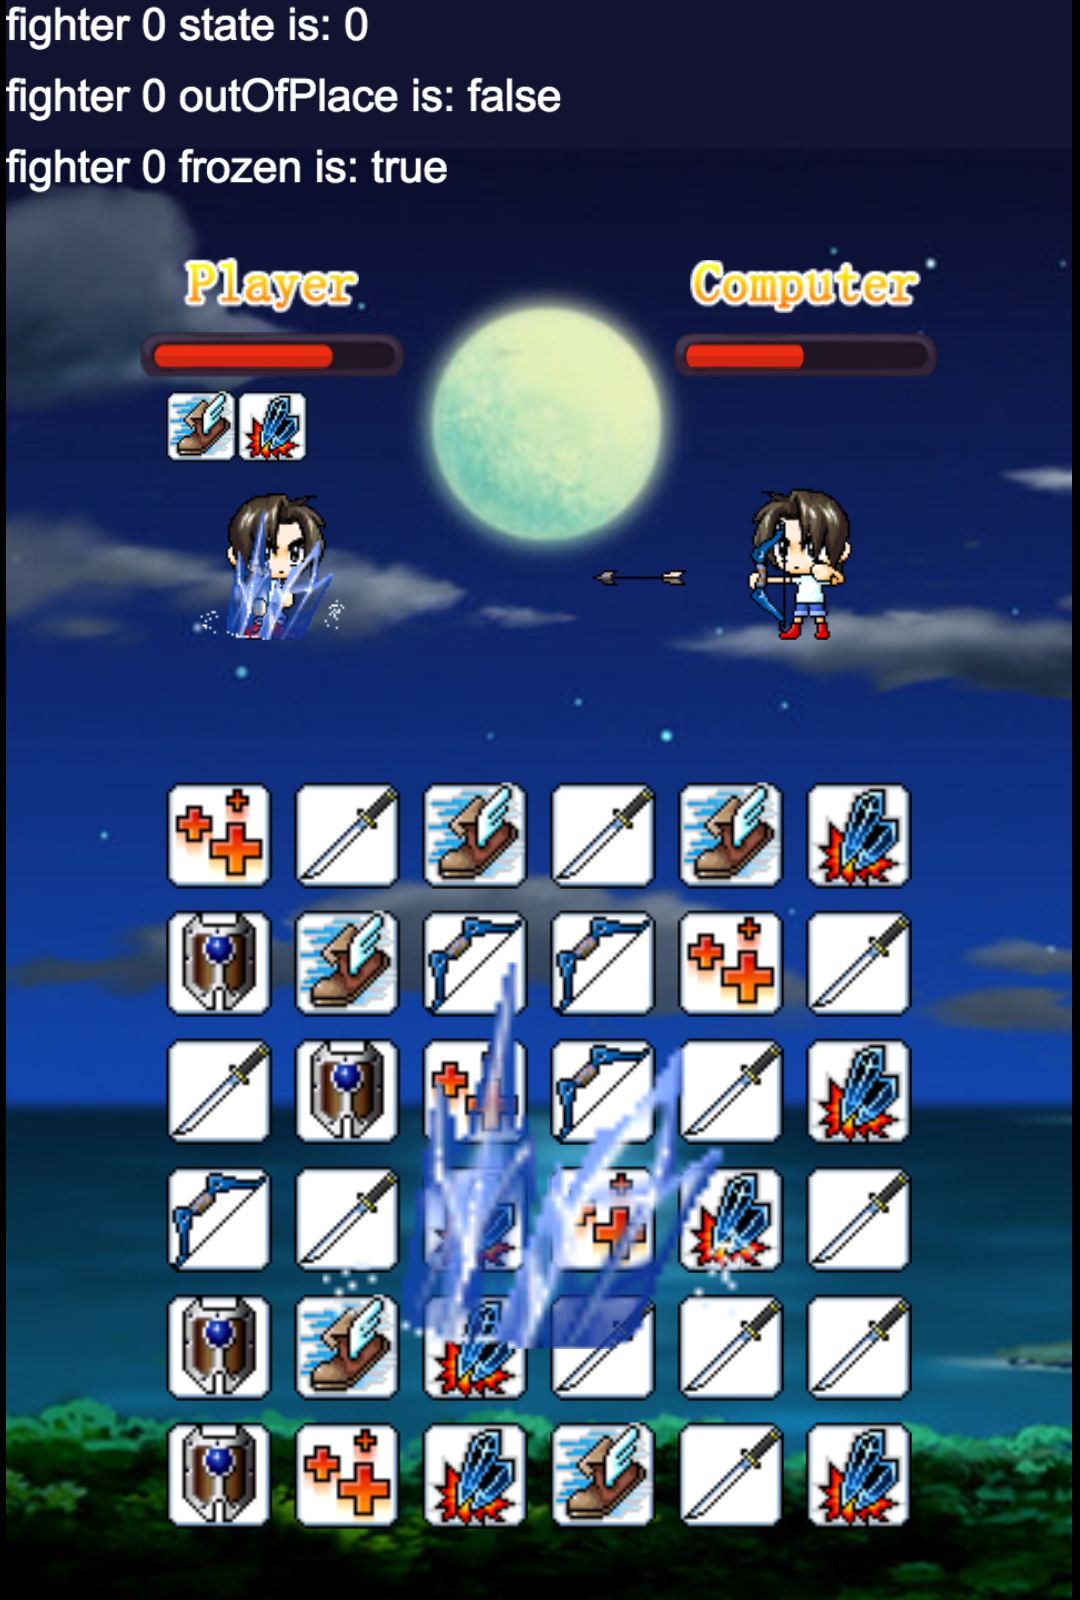 fighter 0 state is: 0
fighter 0 outOfPlace is: false
fighter 0 frozen is: true
Player
Computer